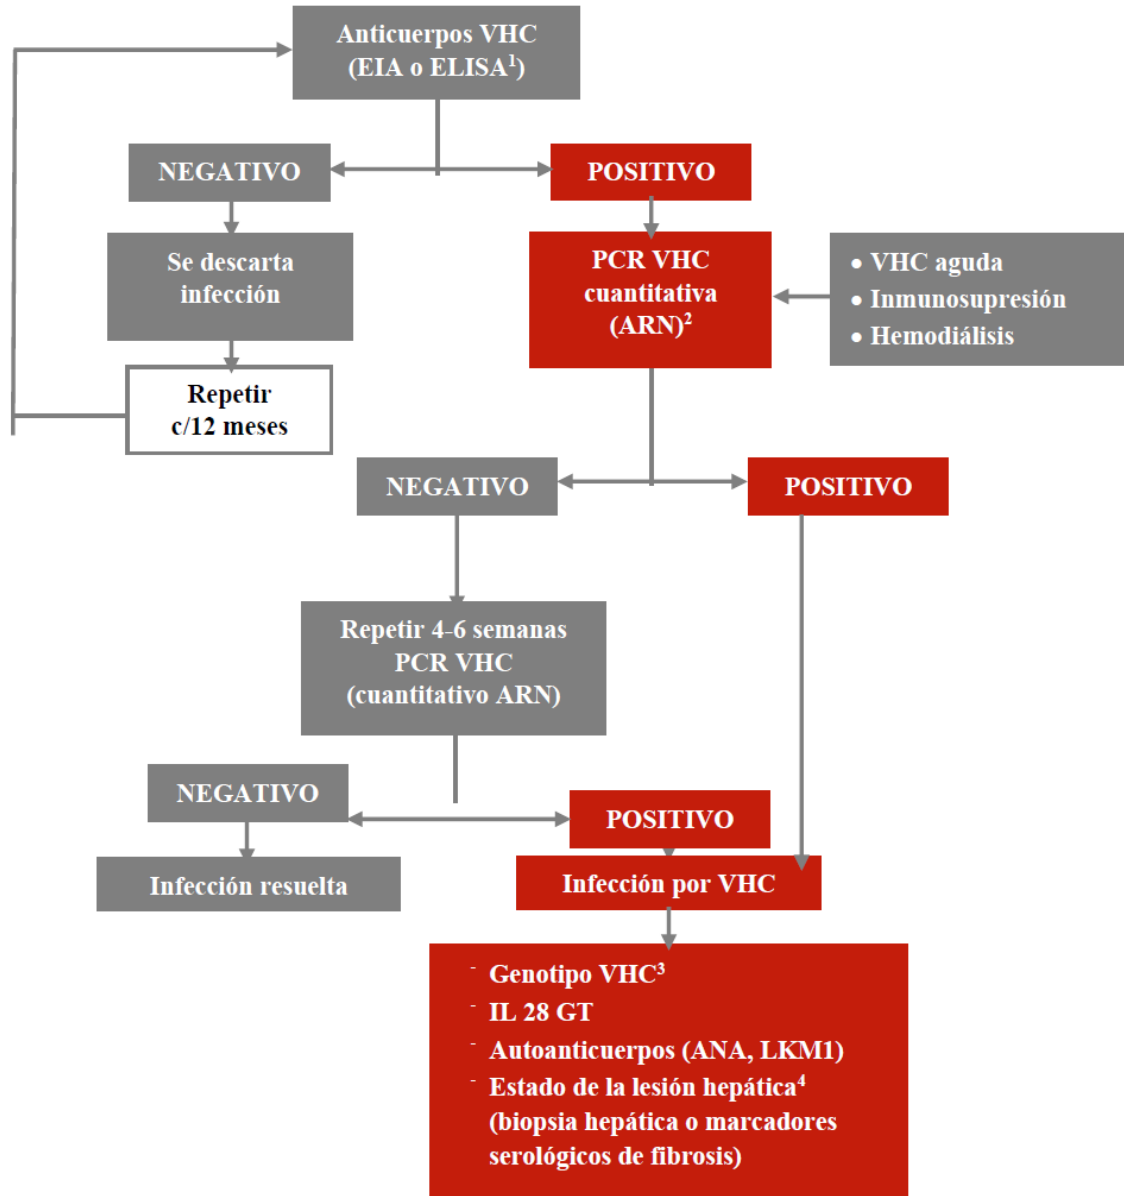 Anticuerpos VHC
(EIA o ELISA¹)
NEGATIVO
POSITIVO
Se descarta
infección
PCR VHC
cuantitativa
(ARN)²
• VHC aguda
• Inmunosupresión
• Hemodiálisis
Repetir
c/12 meses
NEGATIVO
POSITIVO
Repetir 4-6 semanas
PCR VHC
(cuantitativo ARN)
NEGATIVO
POSITIVO
Infección resuelta
Infección por VHC
- Genotipo VHC³
- IL 28 GT
- Autoanticuerpos (ANA, LKM1)
- Estado de la lesión hepática⁴
(biopsia hepática o marcadores
serológicos de fibrosis)